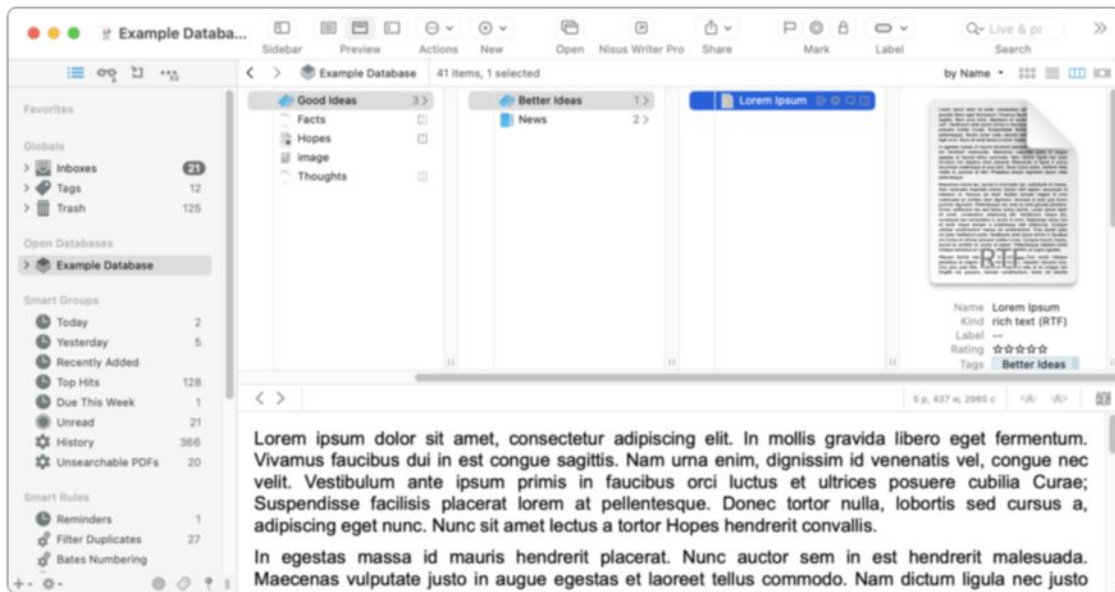 Example Databa...
Sidebar
Preview
Actions
New
Open
Nisus Writer Pro
Share
Mark
Label
Search
Example Database
41 items, 1 selected
by Name
Favorites
Globals
Inboxes 21
Tags 12
Trash 125
Open Databases
Example Database
Smart Groups
Today 2
Yesterday 5
Recently Added
Top Hits 128
Due This Week 1
Unread 21
History 366
Unsearchable PDFs 20
Smart Rules
Reminders 1
Filter Duplicates 27
Bates Numbering
Good Ideas 3
Facts
Hopes
image
Thoughts
Better Ideas 1
News 2
Lorem Ipsum
RTF
Name Lorem Ipsum
Kind rich text (RTF)
Label --
Rating ☆☆☆☆☆
Tags Better ideas
5 p, 437 w, 2965 c
Lorem ipsum dolor sit amet, consectetur adipiscing elit. In mollis gravida libero eget fermentum.
Vivamus faucibus dui in est congue sagittis. Nam urna enim, dignissim id venenatis vel, congue nec
velit. Vestibulum ante ipsum primis in faucibus orci luctus et ultrices posuere cubilia Curae;
Suspendisse facilisis placerat lorem at pellentesque. Donec tortor nulla, lobortis sed cursus a,
adipiscing eget nunc. Nunc sit amet lectus a tortor Hopes hendrerit convallis.
In egestas massa id mauris hendrerit placerat. Nunc auctor sem in est hendrerit malesuada.
Maecenas vulputate justo in augue egestas et laoreet tellus commodo. Nam dictum ligula nec justo